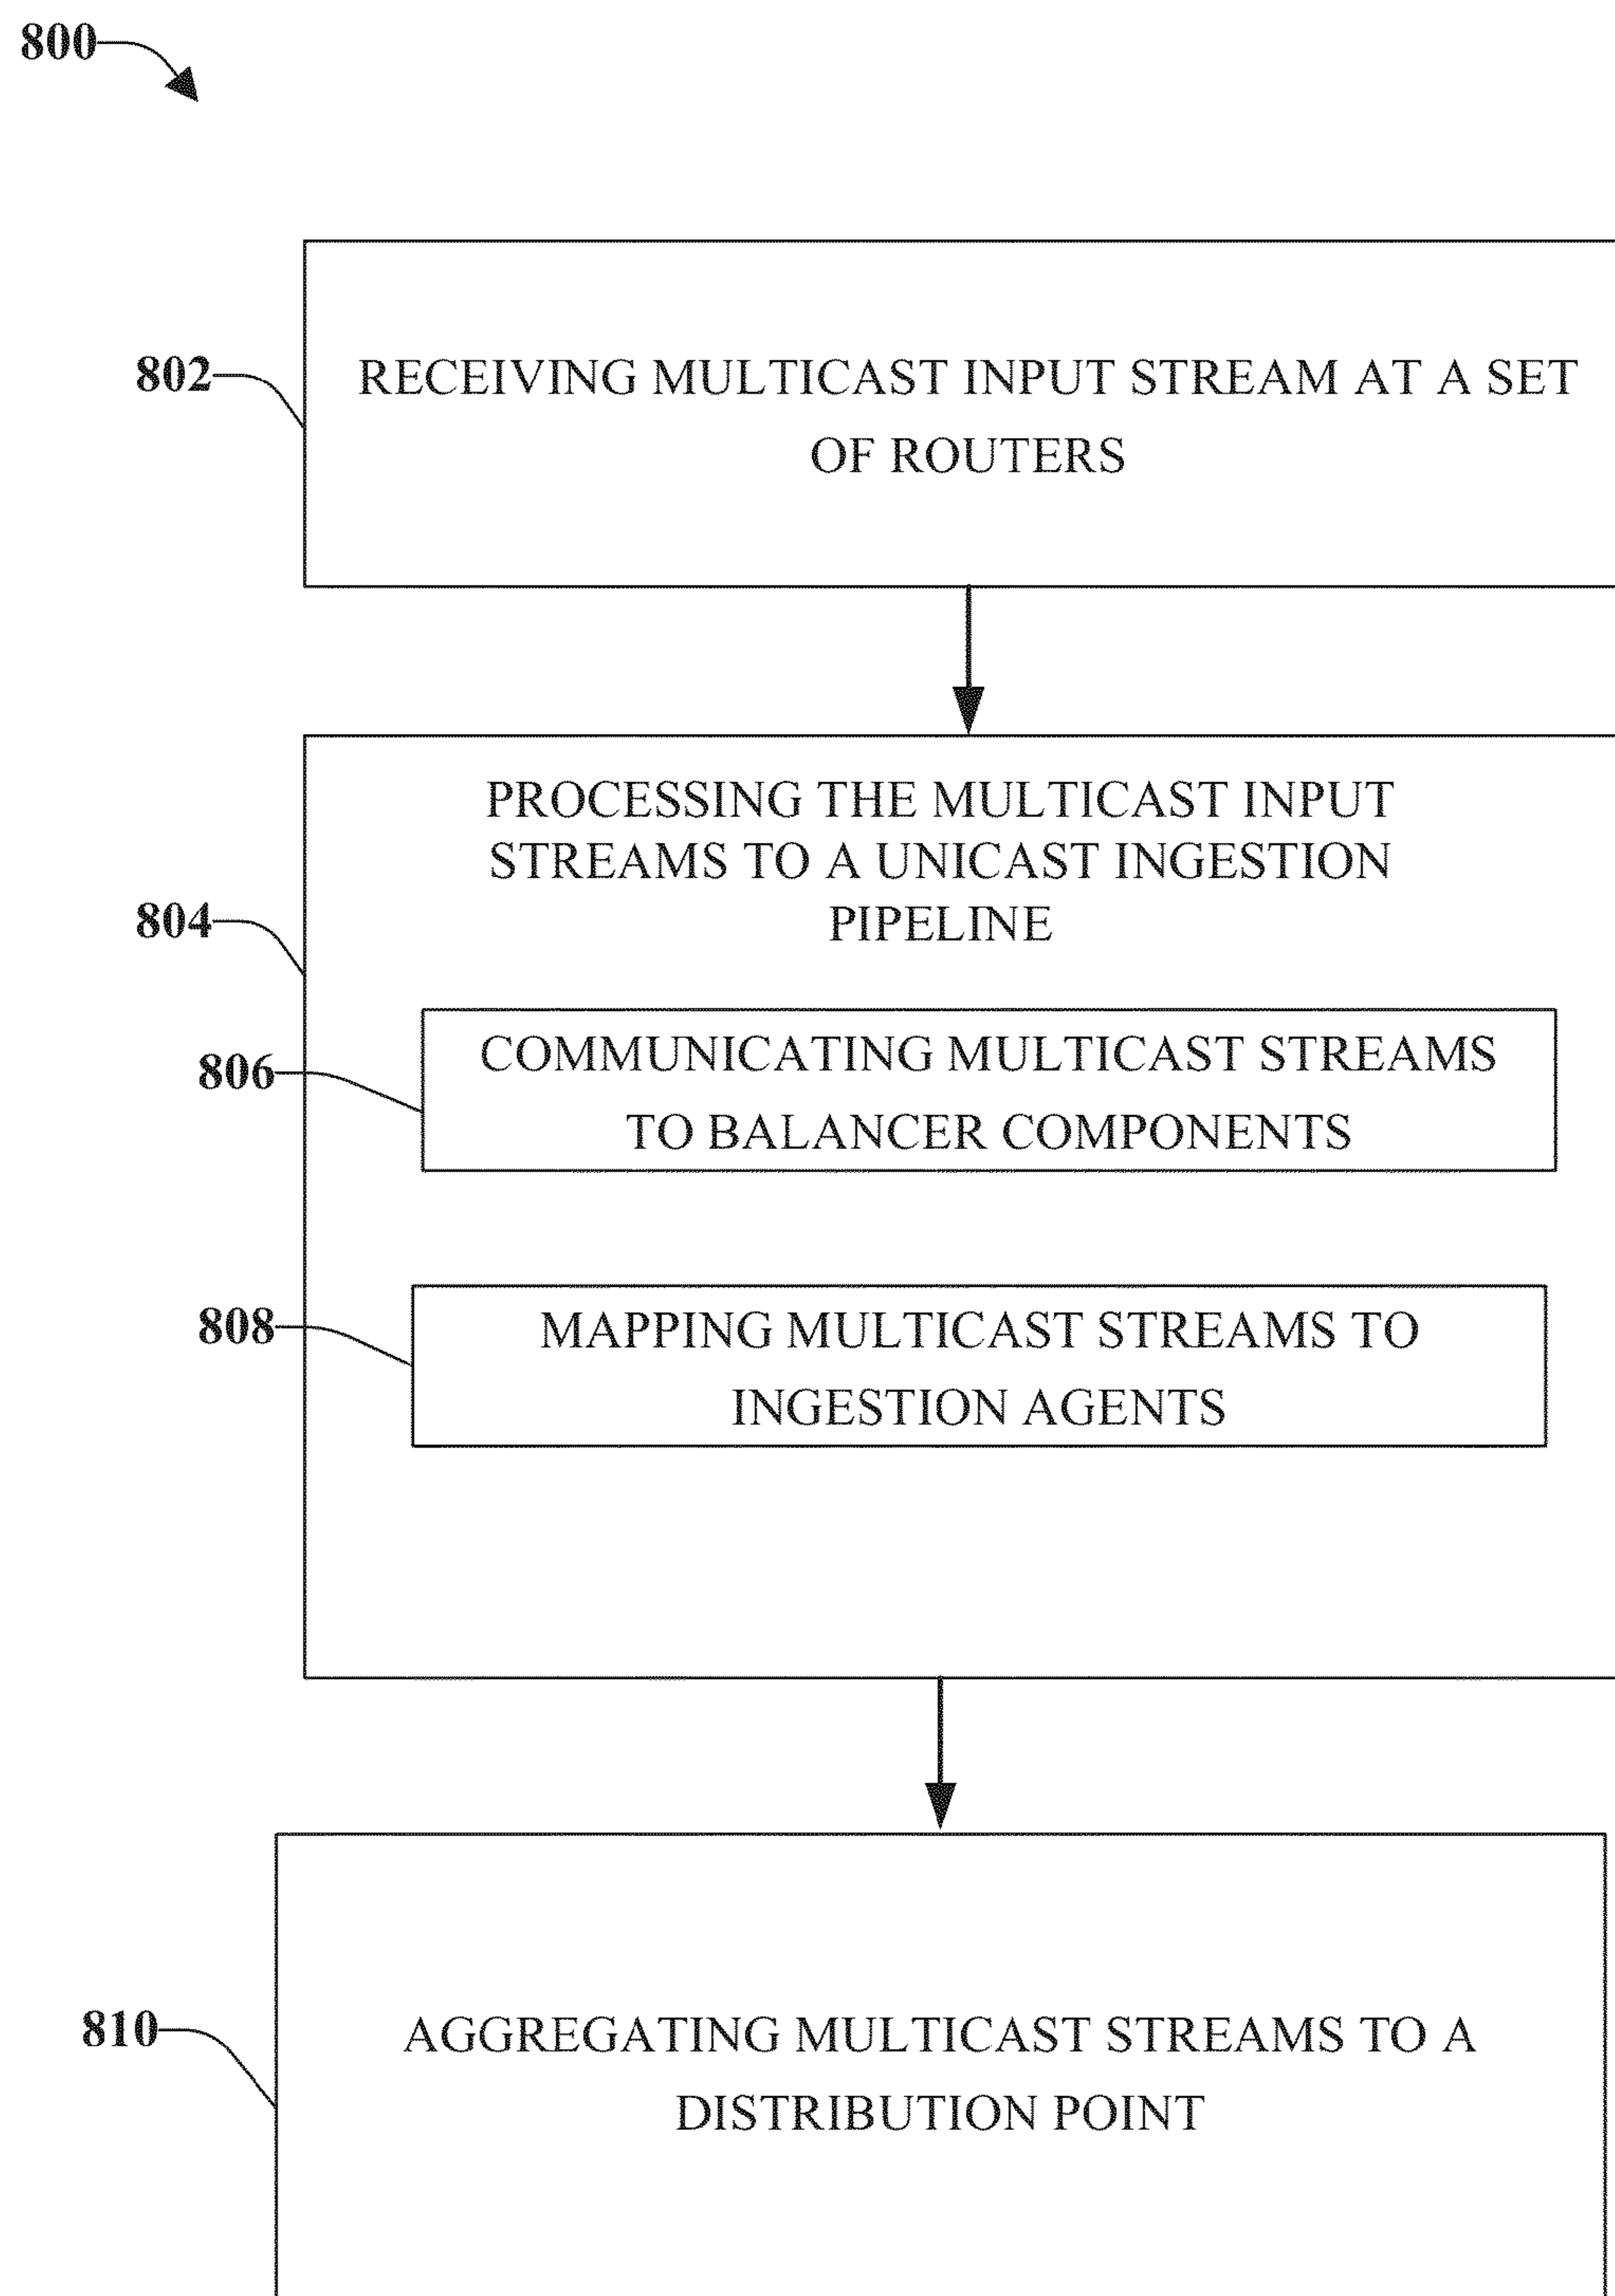 800
802
RECEIVING MULTICAST INPUT STREAM AT A SET
OF ROUTERS
PROCESSING THE MULTICAST INPUT
STREAMS TO A UNICAST INGESTION
PIPELINE
804
806
COMMUNICATING MULTICAST STREAMS
TO BALANCER COMPONENTS
808
MAPPING MULTICAST STREAMS TO
INGESTION AGENTS
810
AGGREGATING MULTICAST STREAMS TO A
DISTRIBUTION POINT